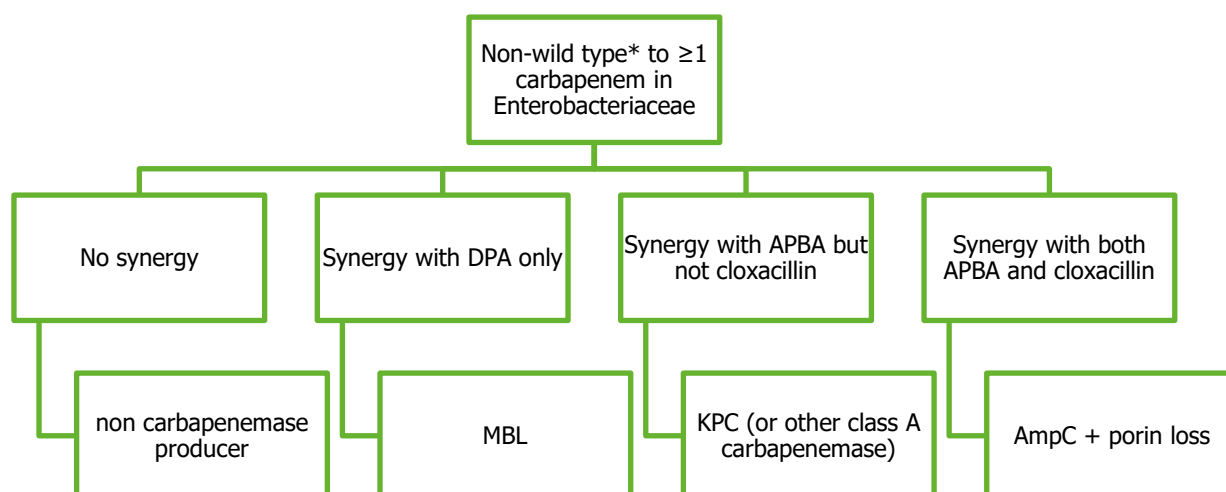 Non-wild type* to ≥1
carbapenem in
Enterobacteriaceae
No synergy
Synergy with DPA only
Synergy with APBA but
not cloxacillin
Synergy with both
APBA and cloxacillin
non carbapenemase
producer
MBL
KPC (or other class A
carbapenemase)
AmpC + porin loss